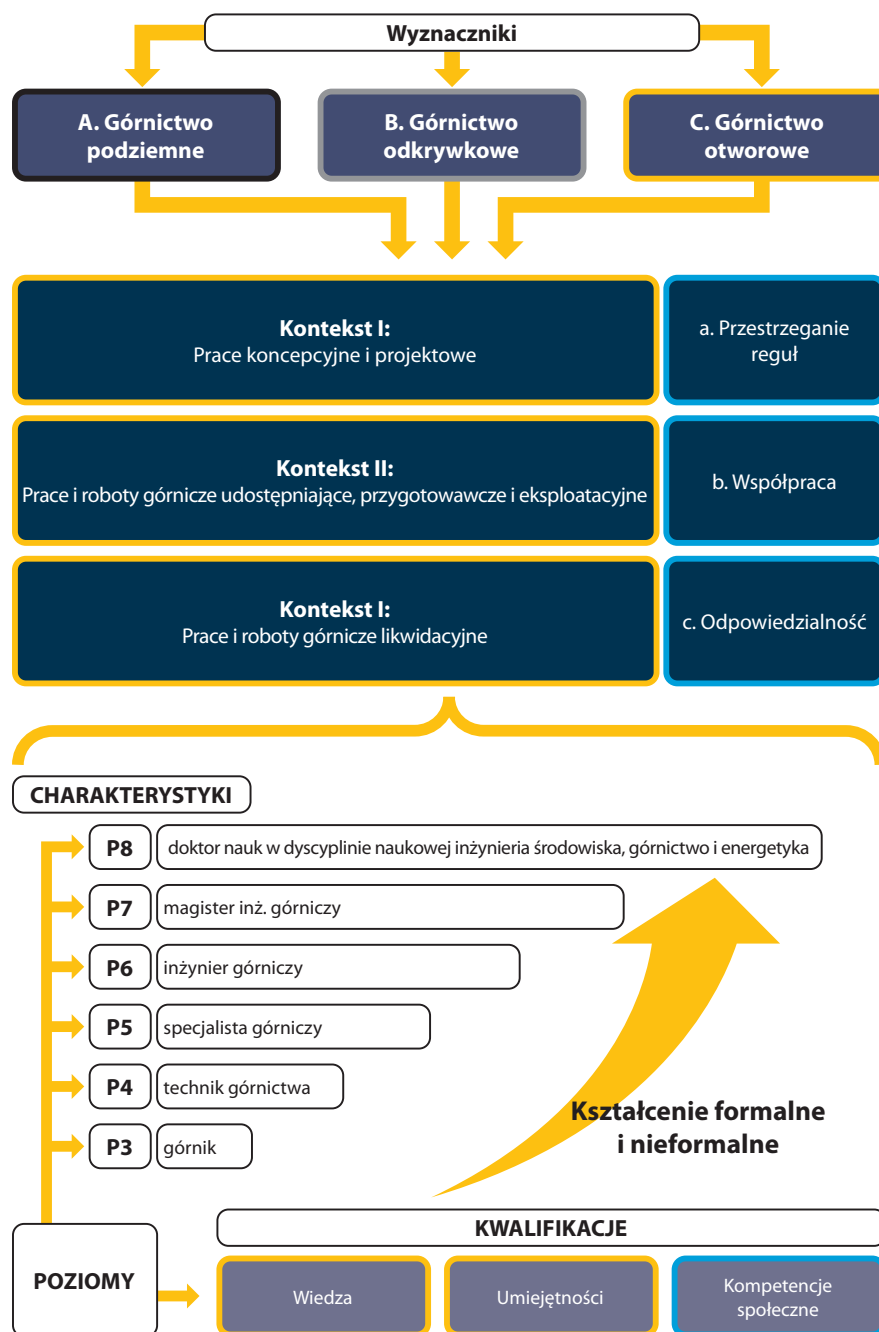 Wyznaczniki
A. Górnictwo
podziemne
B. Górnictwo
odkrywkowe
C. Górnictwo
otworowe
Kontekst I:
Prace koncepcyjne i projektowe
a. Przestrzeganie
reguł
Kontekst II:
Prace i roboty górnicze udostępniające, przygotowawcze i eksploatacyjne
b. Współpraca
Kontekst I:
Prace i roboty górnicze likwidacyjne
c. Odpowiedzialność
CHARAKTERYSTYKI
P8 doktor nauk w dyscyplinie naukowej inżynieria środowiska, górnictwo i energetyka
P7 magister inż. górniczy
P6 inżynier górniczy
P5 specjalista górniczy
P4 technik górnictwa
P3 górnik
Kształcenie formalne
i nieformalne
POZIOMY
KWALIFIKACJE
Wiedza
Umiejętności
Kompetencje
społeczne